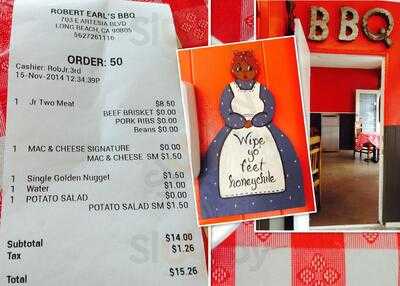 ROBERT EARL'S BBQ
703 E ARTESIA BLVD
LONG BEACH, CA 90805
5627261116
ORDER: 50
Cashier: RobJr.3rd
15-Nov-2014 12:34:39P
1 Jr Two Meat $8.50
BEEF BRISKET $0.00
PORK RIBS $0.00
Beans $0.00
1 MAC & CHEESE SIGNATURE $0.00
MAC & CHEESE SM $1.50
1 Single Golden Nugget $1.50
1 Water $1.00
1 POTATO SALAD $0.00
POTATO SALAD SM $1.50
Subtotal $14.00
Tax $1.26
Total $15.26
Wipe
yo
feet
honeychile
BBQ